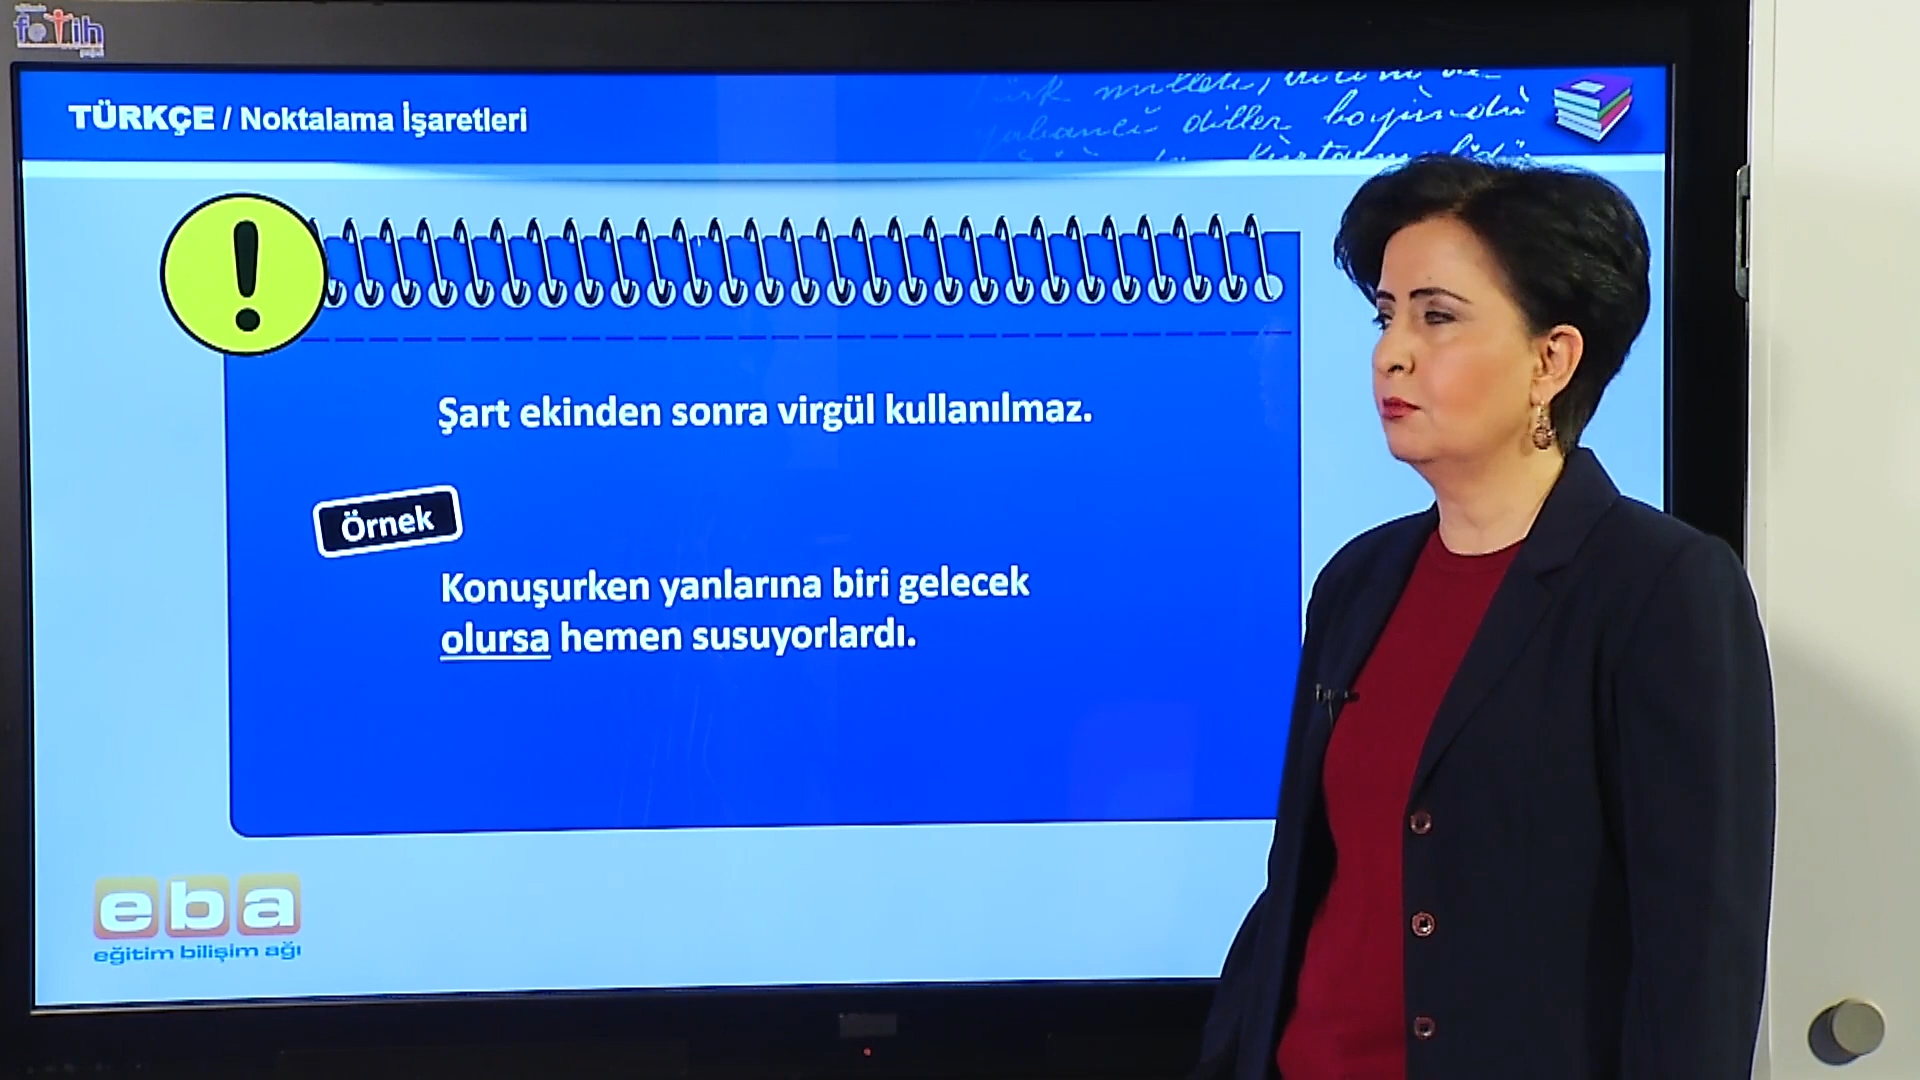 fatih
TÜRKÇE / Noktalama İşaretleri
diller
Şart ekinden sonra virgül kullanılmaz.
Örnek
Konuşurken yanlarına biri gelecek
olursa hemen susuyorlardı.
eba
eğitim bilişim ağı